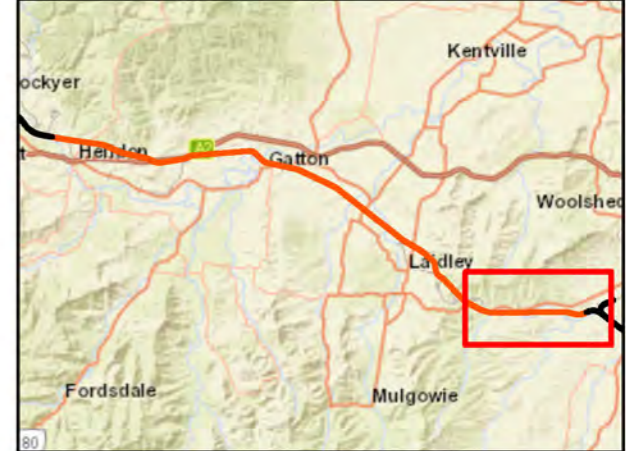 Kentville
ockyer
Helidon
A2
Gatton
t
Woolshed
Laidley
Fordsdale
Mulgowie
80